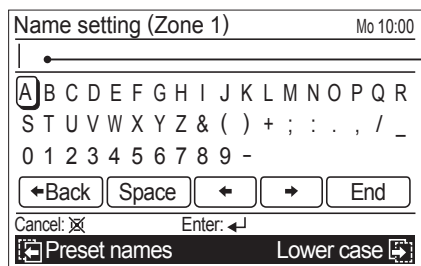 Name setting (Zone 1) Mo 10:00
A B C D E F G H I J K L M N O P Q R
S T U V W X Y Z & ( ) + ; : . , / _
0 1 2 3 4 5 6 7 8 9 -
←Back Space ← → End
Cancel: Enter: ↵
Preset names Lower case